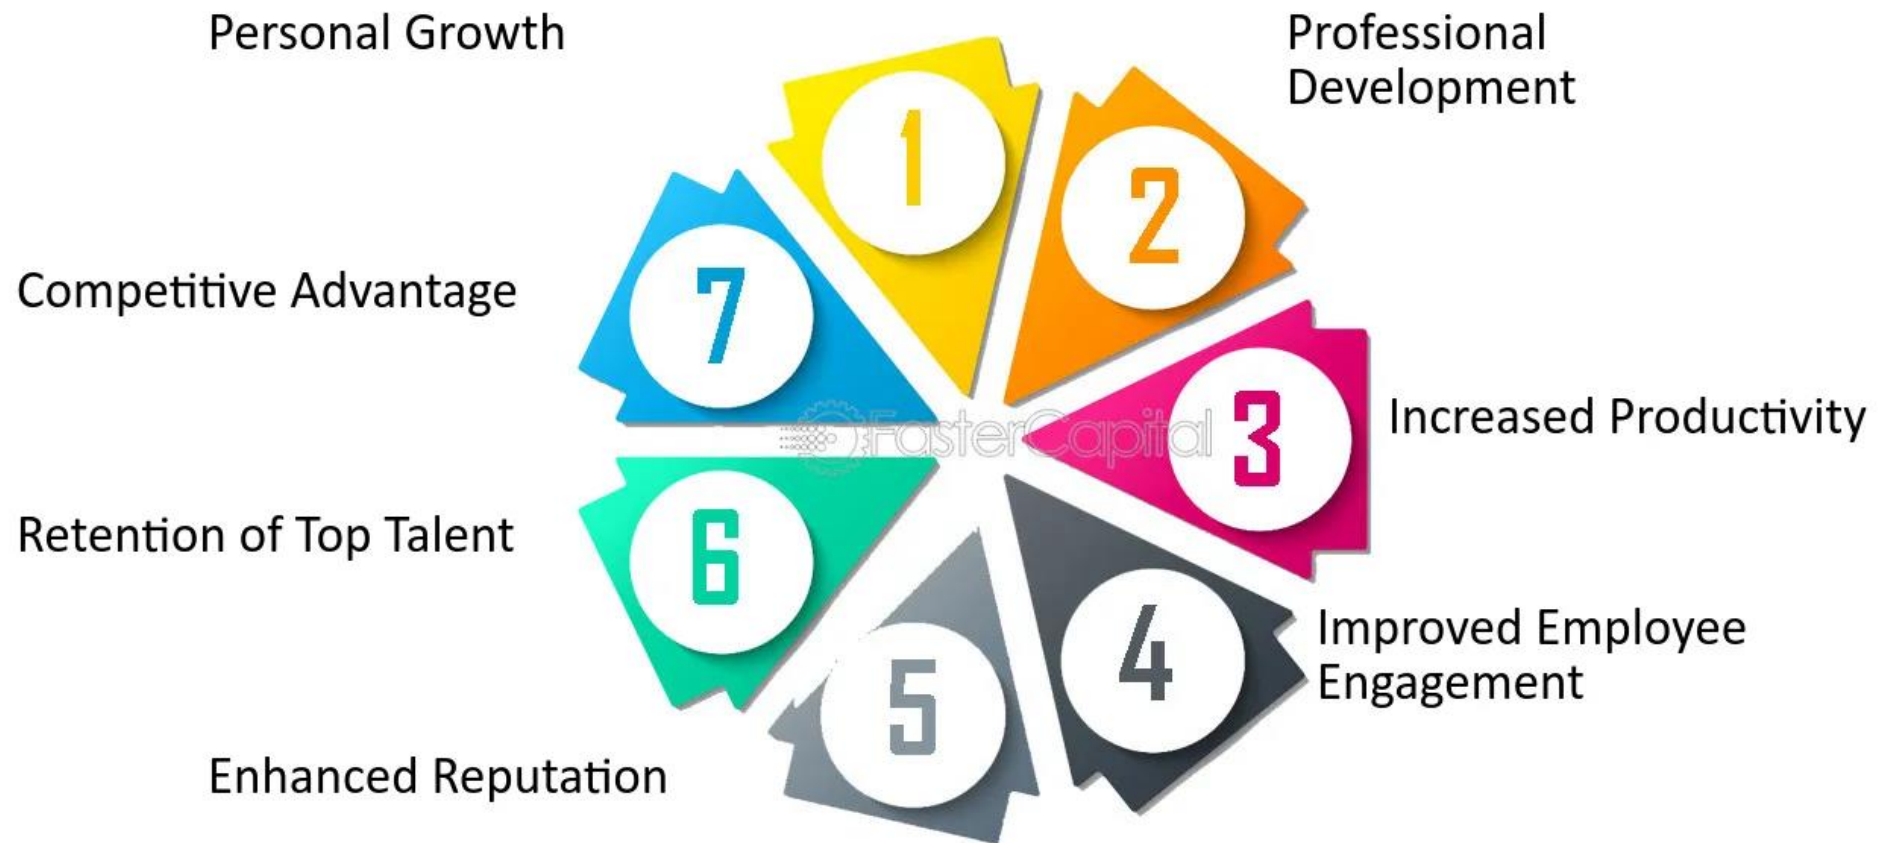 Personal Growth
1
Professional
Development
2
Increased Productivity
3
Improved Employee
Engagement
4
Enhanced Reputation
5
Retention of Top Talent
6
Competitive Advantage
7
FasterCapital